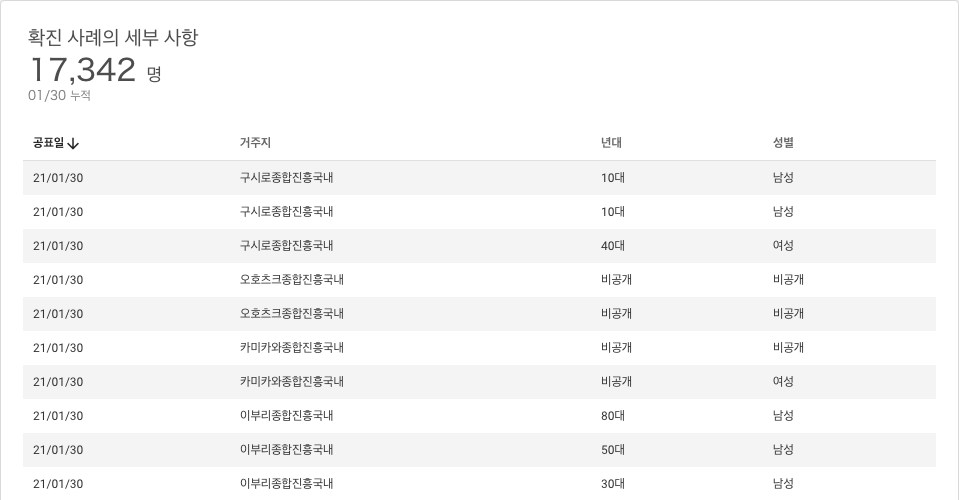 확진 사례의 세부 사항
17,342 명
01/30 누적
공표일↓ 거주지 년대 성별
21/01/30 구시로종합진흥국내 10대 남성
21/01/30 구시로종합진흥국내 10대 남성
21/01/30 구시로종합진흥국내 40대 여성
21/01/30 오호츠크종합진흥국내 비공개 비공개
21/01/30 오호츠크종합진흥국내 비공개 비공개
21/01/30 카미카와종합진흥국내 비공개 비공개
21/01/30 카미카와종합진흥국내 비공개 여성
21/01/30 이부리종합진흥국내 80대 남성
21/01/30 이부리종합진흥국내 50대 남성
21/01/30 이부리종합진흥국내 30대 남성